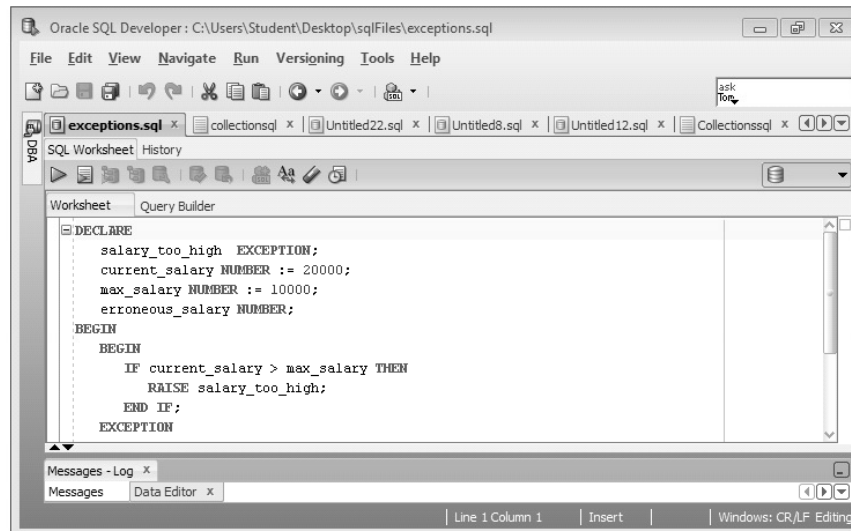 Oracle SQL Developer : C:\Users\Student\Desktop\sqlFiles\exceptions.sql
File Edit View Navigate Run Versioning Tools Help
ask
Tom
exceptions.sql x collectionsql x Untitled22.sql x Untitled8.sql x Untitled12.sql x Collectionssql x
DBA
SQL Worksheet History
Worksheet Query Builder
DECLARE
salary_too_high EXCEPTION;
current_salary NUMBER := 20000;
max_salary NUMBER := 10000;
erroneous_salary NUMBER;
BEGIN
BEGIN
IF current_salary > max_salary THEN
RAISE salary_too_high;
END IF;
EXCEPTION
Messages - Log x
Messages Data Editor x
Line 1 Column 1 Insert Windows: CR/LF Editing